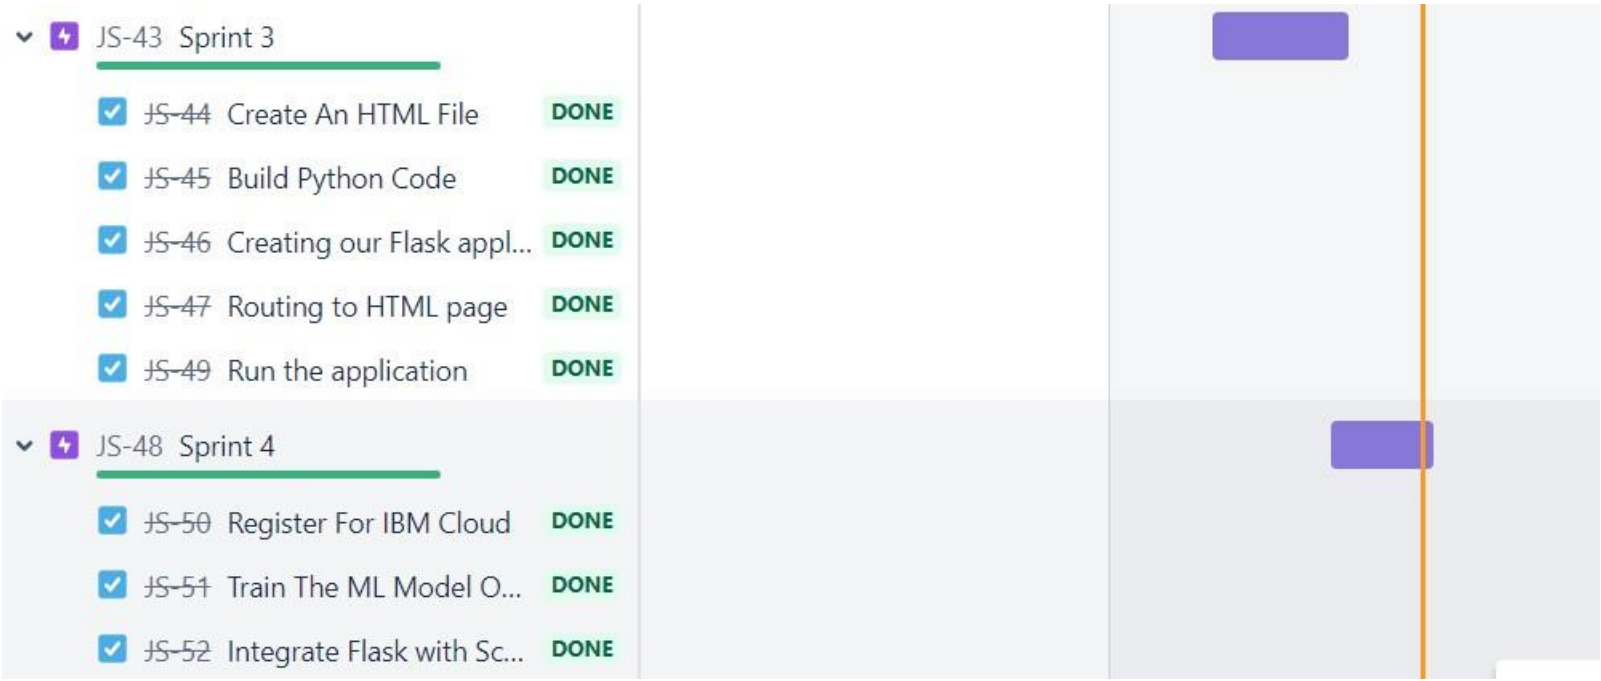 JS-43 Sprint 3
JS-44 Create An HTML File DONE
JS-45 Build Python Code DONE
JS-46 Creating our Flask appl... DONE
JS-47 Routing to HTML page DONE
JS-49 Run the application DONE
JS-48 Sprint 4
JS-50 Register For IBM Cloud DONE
JS-51 Train The ML Model O... DONE
JS-52 Integrate Flask with Sc... DONE